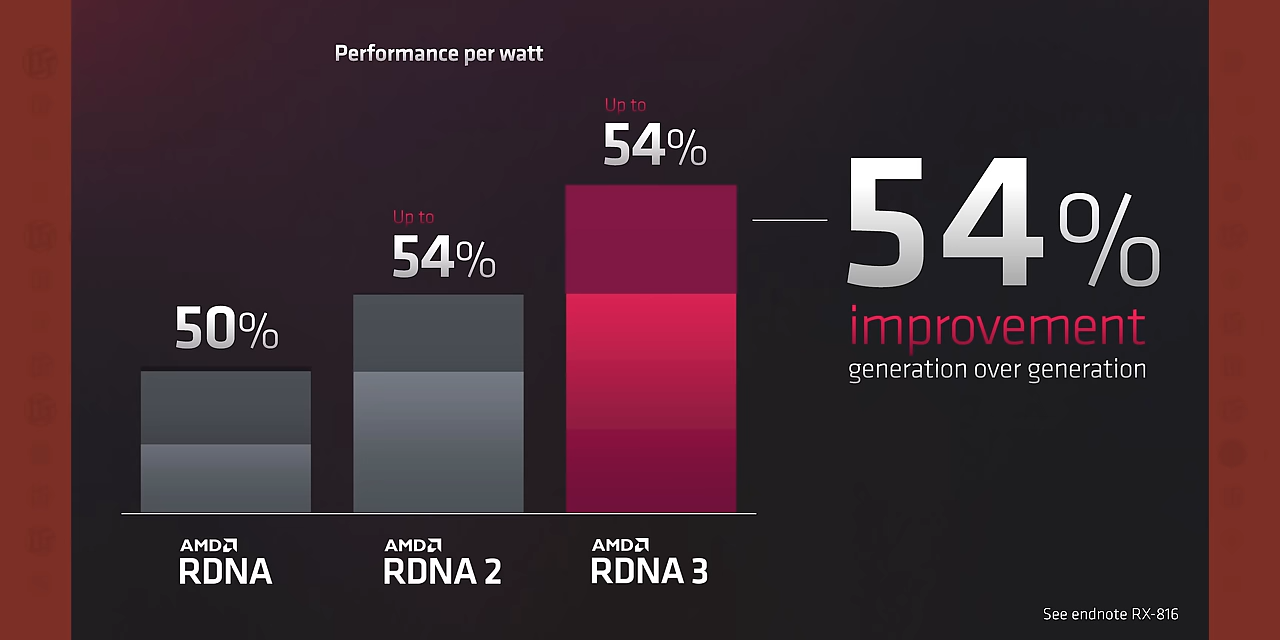 Performance per watt
Up to
54%
Up to
54%
50%
54%
improvement
generation over generation
AMD
RDNA
AMD
RDNA 2
AMD
RDNA 3
See endnote RX-816